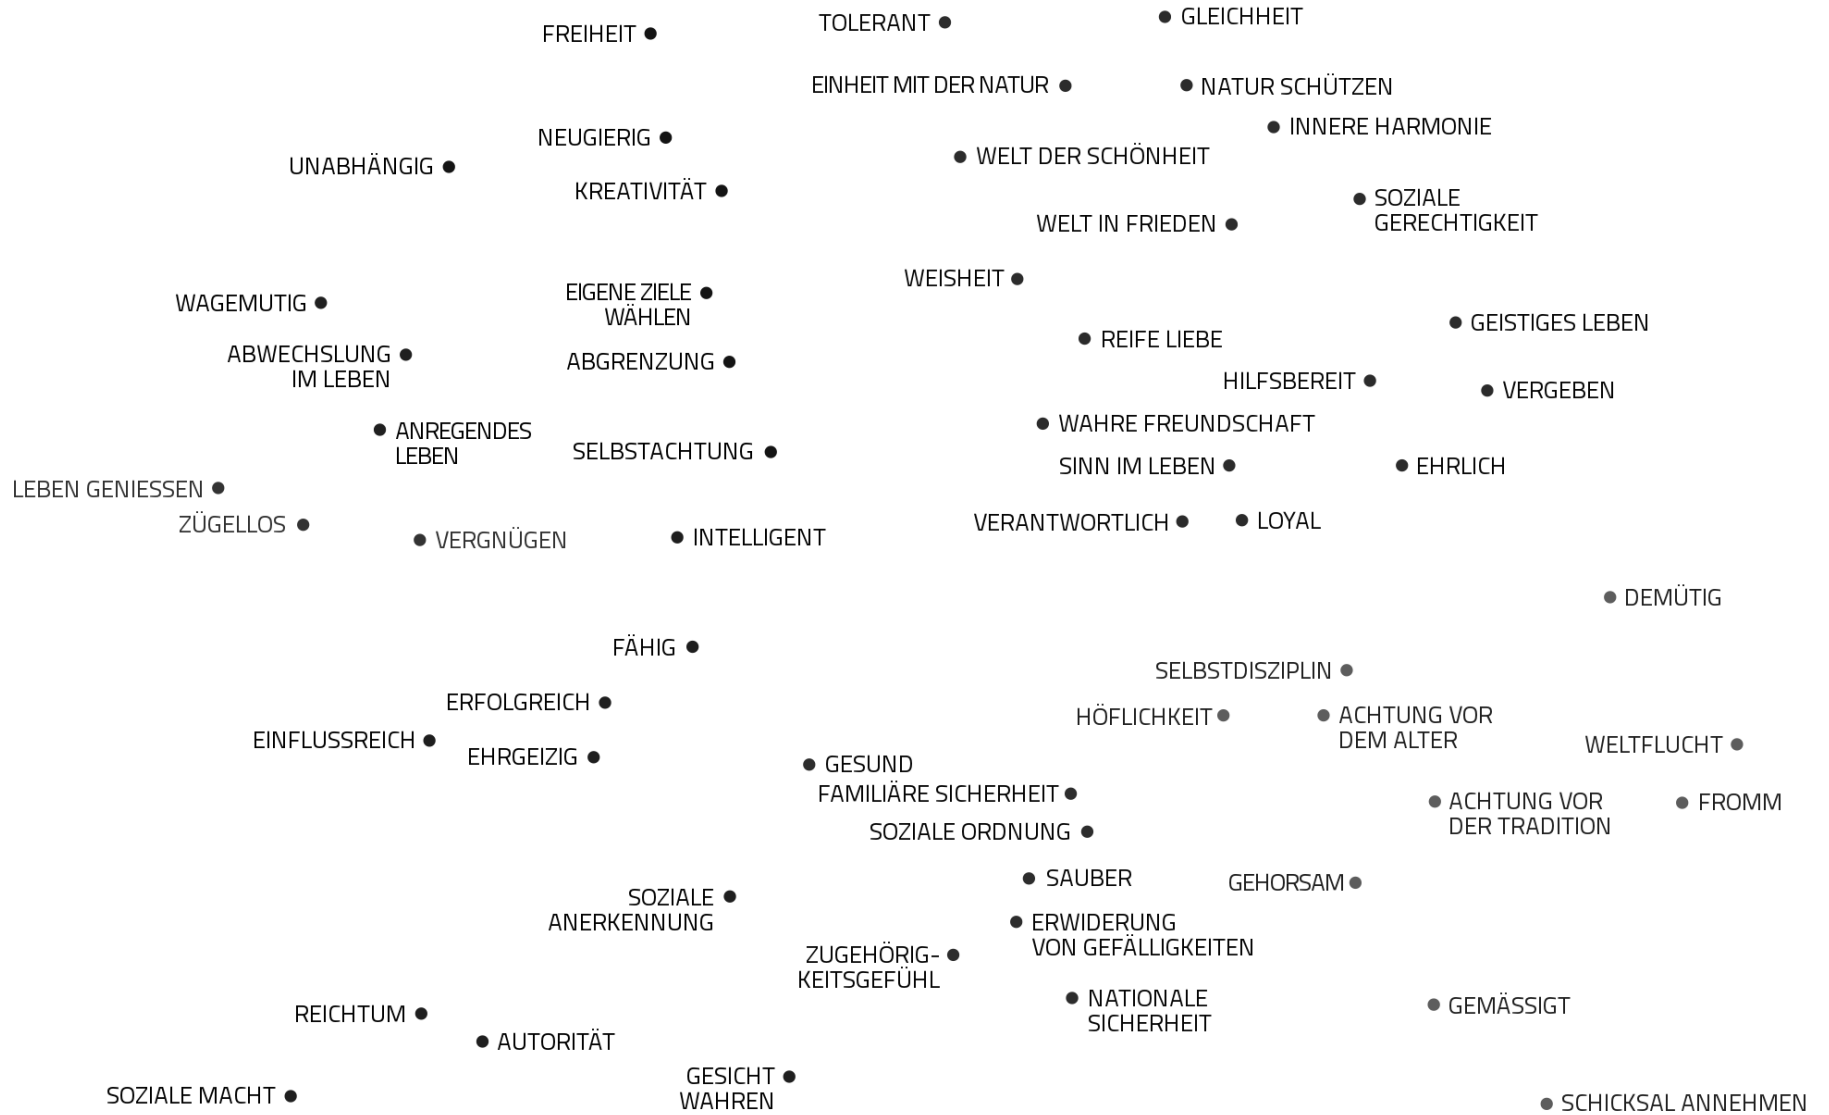 GLEICHHEIT
TOLERANT
FREIHEIT
EINHEIT MIT DER NATUR
NATUR SCHÜTZEN
INNERE HARMONIE
NEUGIERIG
WELT DER SCHÖNHEIT
UNABHÄNGIG
KREATIVITÄT
SOZIALE
GERECHTIGKEIT
WELT IN FRIEDEN
WEISHEIT
EIGENE ZIELE
WÄHLEN
WAGEMUTIG
GEISTIGES LEBEN
REIFE LIEBE
ABWECHSLUNG
IM LEBEN
ABGRENZUNG
HILFSBEREIT
VERGEBEN
WAHRE FREUNDSCHAFT
ANREGENDES
LEBEN
SELBSTACHTUNG
SINN IM LEBEN
EHRLICH
LEBEN GENIESSEN
ZÜGELLOS
VERANTWORTLICH
LOYAL
VERGNÜGEN
INTELLIGENT
DEMÜTIG
FÄHIG
SELBSTDISZIPLIN
ERFOLGREICH
HÖFLICHKEIT
ACHTUNG VOR
DEM ALTER
EINFLUSSREICH
WELTFLUCHT
EHRGEIZIG
GESUND
FAMILIÄRE SICHERHEIT
ACHTUNG VOR
DER TRADITION
FROMM
SOZIALE ORDNUNG
SAUBER
GEHORSAM
SOZIALE
ANERKENNUNG
ERWIDERUNG
VON GEFÄLLIGKEITEN
ZUGEHÖRIG-
KEITSGEFÜHL
NATIONALE
SICHERHEIT
GEMÄSSIGT
REICHTUM
AUTORITÄT
GESICHT
WAHREN
SOZIALE MACHT
SCHICKSAL ANNEHMEN